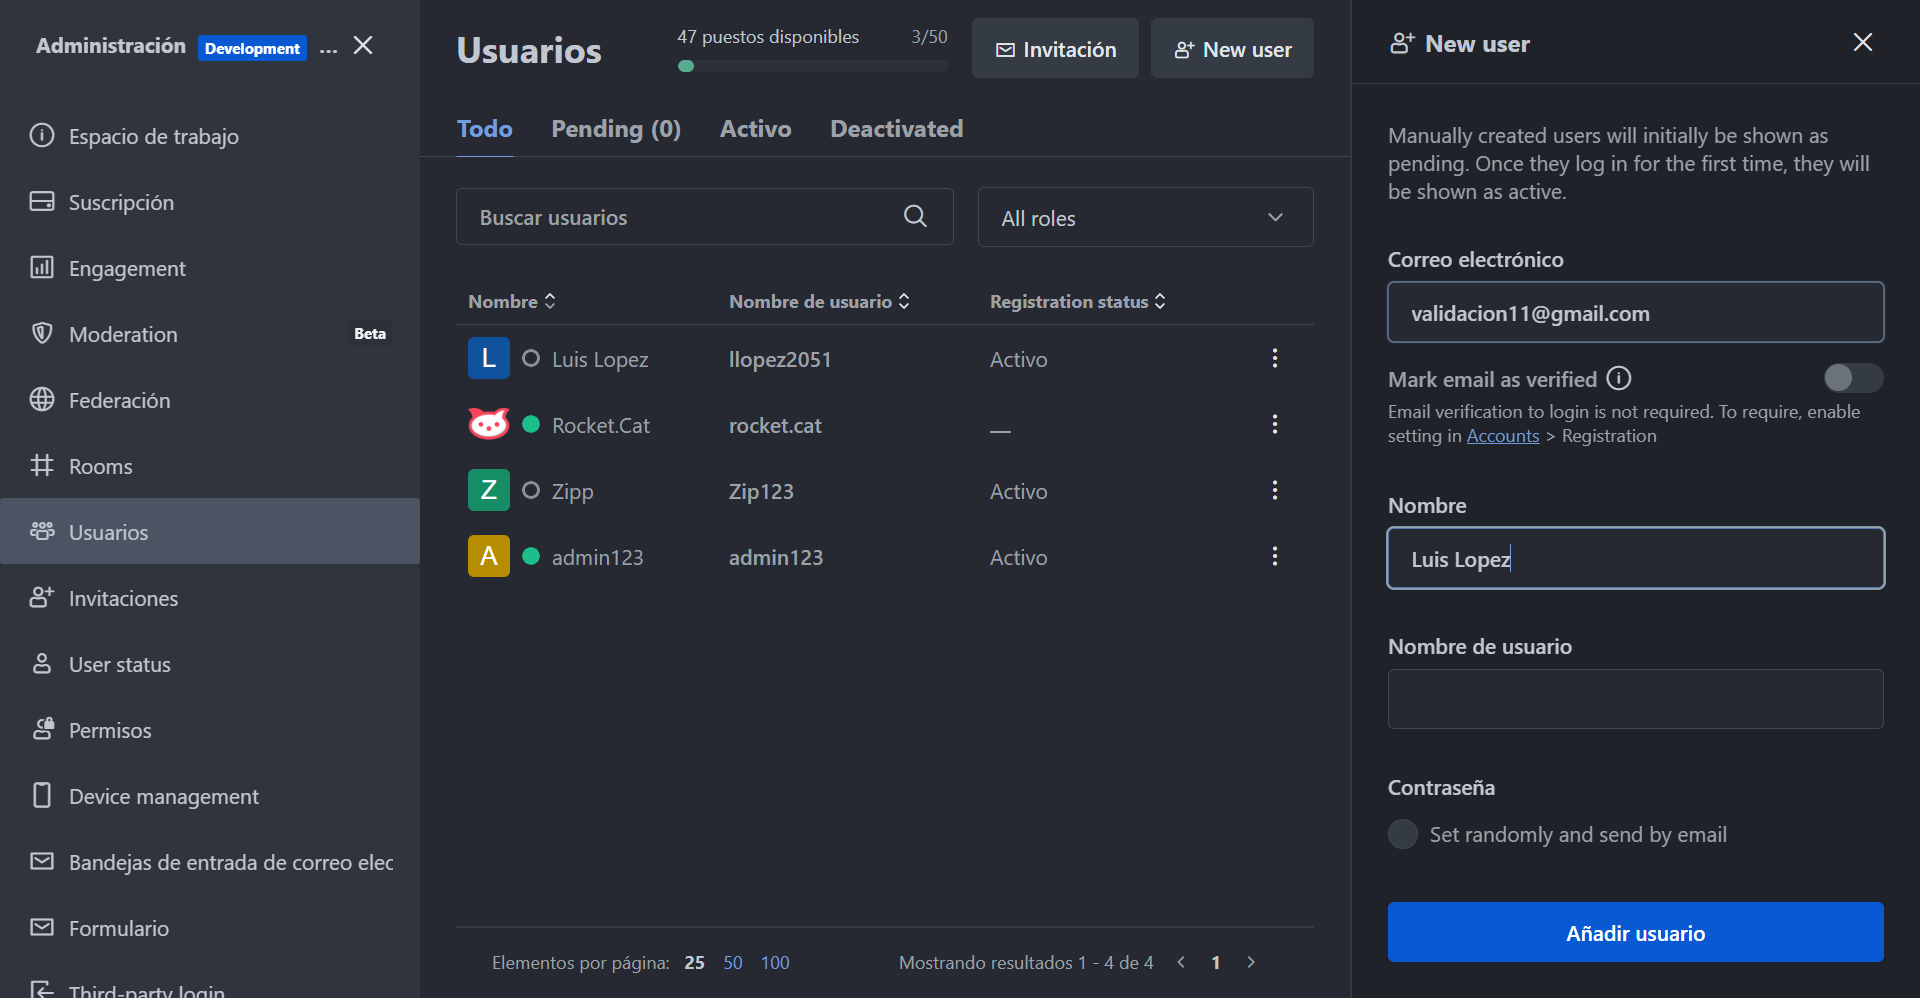 Administración Development ...
Espacio de trabajo
Suscripción
Engagement
Moderation Beta
Federación
Rooms
Usuarios
Invitaciones
User status
Permisos
Device management
Bandejas de entrada de correo elec
Formulario
Third-party login
Usuarios
47 puestos disponibles 3/50
Invitación
New user
Todo Pending (0) Activo Deactivated
Buscar usuarios
All roles
Nombre Nombre de usuario Registration status
L Luis Lopez llopez2051 Activo
Rocket.Cat rocket.cat —
Z Zipp Zip123 Activo
A admin123 admin123 Activo
Elementos por página: 25 50 100
Mostrando resultados 1 - 4 de 4 1
New user
Manually created users will initially be shown as
pending. Once they log in for the first time, they will
be shown as active.
Correo electrónico
validacion11@gmail.com
Mark email as verified
Email verification to login is not required. To require, enable
setting in Accounts > Registration
Nombre
Luis Lopez
Nombre de usuario
Contraseña
Set randomly and send by email
Añadir usuario